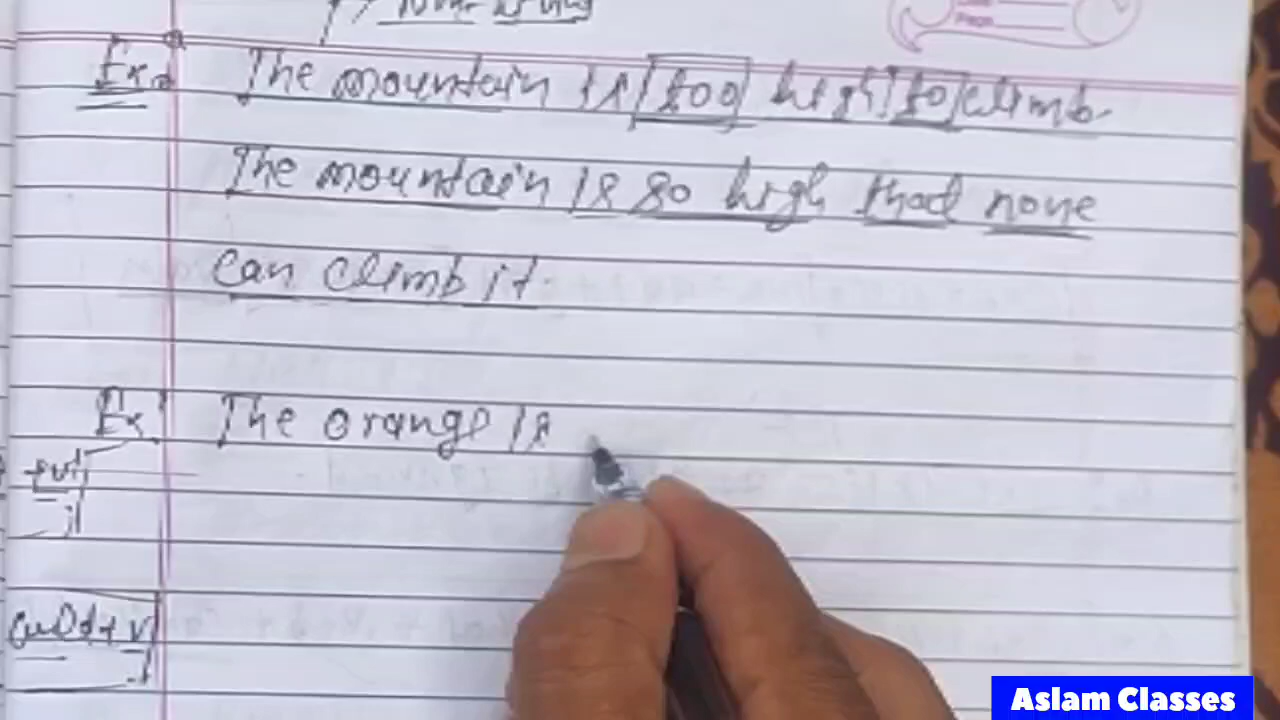 Ex. The mountain is too high to climb.
The mountain is so high that none
can climb it.
Ex. The orange is
Aslam Classes